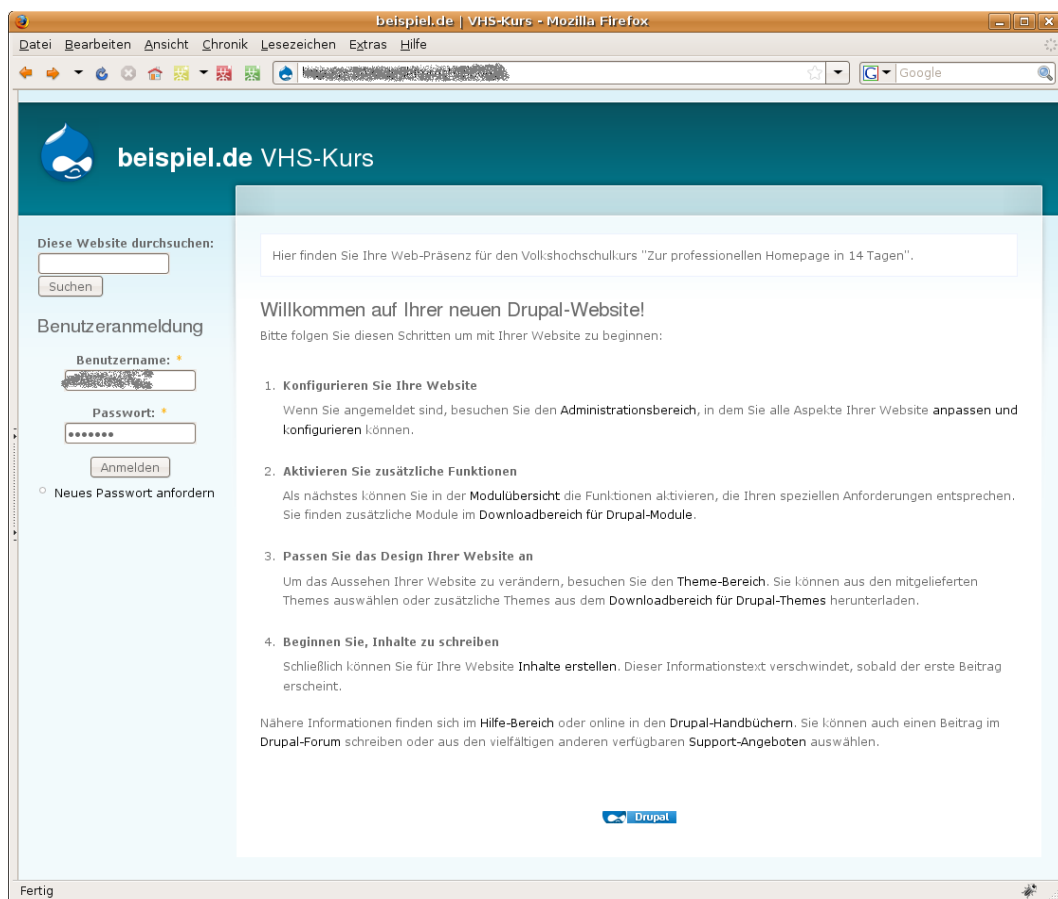 beispiel.de | VHS-Kurs - Mozilla Firefox
Datei Bearbeiten Ansicht Chronik Lesezeichen Extras Hilfe
G Google
beispiel.de VHS-Kurs
Diese Website durchsuchen:
Suchen
Benutzeranmeldung
Benutzername: *
Passwort: *
•••••••
Anmelden
Neues Passwort anfordern
Hier finden Sie Ihre Web-Präsenz für den Volkshochschulkurs "Zur professionellen Homepage in 14 Tagen".
Willkommen auf Ihrer neuen Drupal-Website!
Bitte folgen Sie diesen Schritten um mit Ihrer Website zu beginnen:
1. Konfigurieren Sie Ihre Website
Wenn Sie angemeldet sind, besuchen Sie den Administrationsbereich, in dem Sie alle Aspekte Ihrer Website anpassen und
konfigurieren können.
2. Aktivieren Sie zusätzliche Funktionen
Als nächstes können Sie in der Modulübersicht die Funktionen aktivieren, die Ihren speziellen Anforderungen entsprechen.
Sie finden zusätzliche Module im Downloadbereich für Drupal-Module.
3. Passen Sie das Design Ihrer Website an
Um das Aussehen Ihrer Website zu verändern, besuchen Sie den Theme-Bereich. Sie können aus den mitgelieferten
Themes auswählen oder zusätzliche Themes aus dem Downloadbereich für Drupal-Themes herunterladen.
4. Beginnen Sie, Inhalte zu schreiben
Schließlich können Sie für Ihre Website Inhalte erstellen. Dieser Informationstext verschwindet, sobald der erste Beitrag
erscheint.
Nähere Informationen finden sich im Hilfe-Bereich oder online in den Drupal-Handbüchern. Sie können auch einen Beitrag im
Drupal-Forum schreiben oder aus den vielfältigen anderen verfügbaren Support-Angeboten auswählen.
Drupal
Fertig